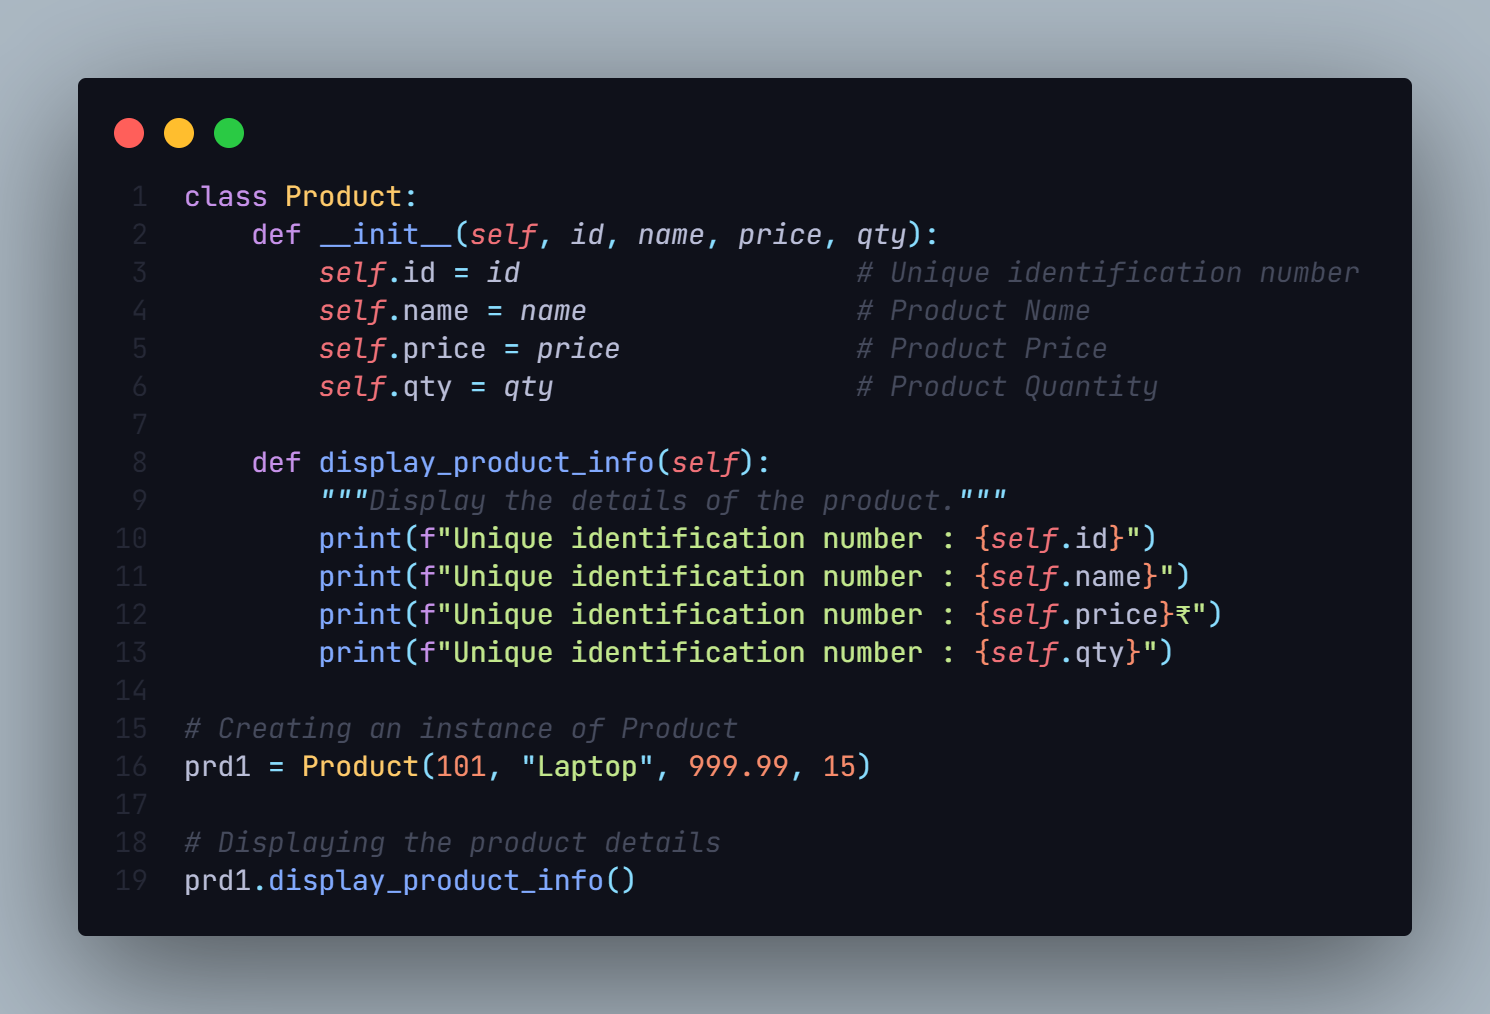 1 class Product:
2     def __init__(self, id, name, price, qty):
3         self.id = id                    # Unique identification number
4         self.name = name                # Product Name
5         self.price = price              # Product Price
6         self.qty = qty                  # Product Quantity
7
8     def display_product_info(self):
9         """Display the details of the product."""
10         print(f"Unique identification number : {self.id}")
11         print(f"Unique identification number : {self.name}")
12         print(f"Unique identification number : {self.price}₹")
13         print(f"Unique identification number : {self.qty}")
14
15 # Creating an instance of Product
16 prd1 = Product(101, "Laptop", 999.99, 15)
17
18 # Displaying the product details
19 prd1.display_product_info()